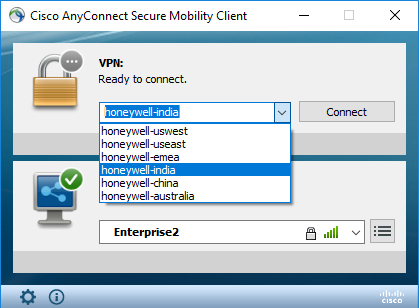 Cisco AnyConnect Secure Mobility Client
VPN:
Ready to connect.
honeywell-india
Connect
honeywell-uswest
honeywell-useast
honeywell-emea
honeywell-india
honeywell-china
honeywell-australia
Enterprise2
cisco